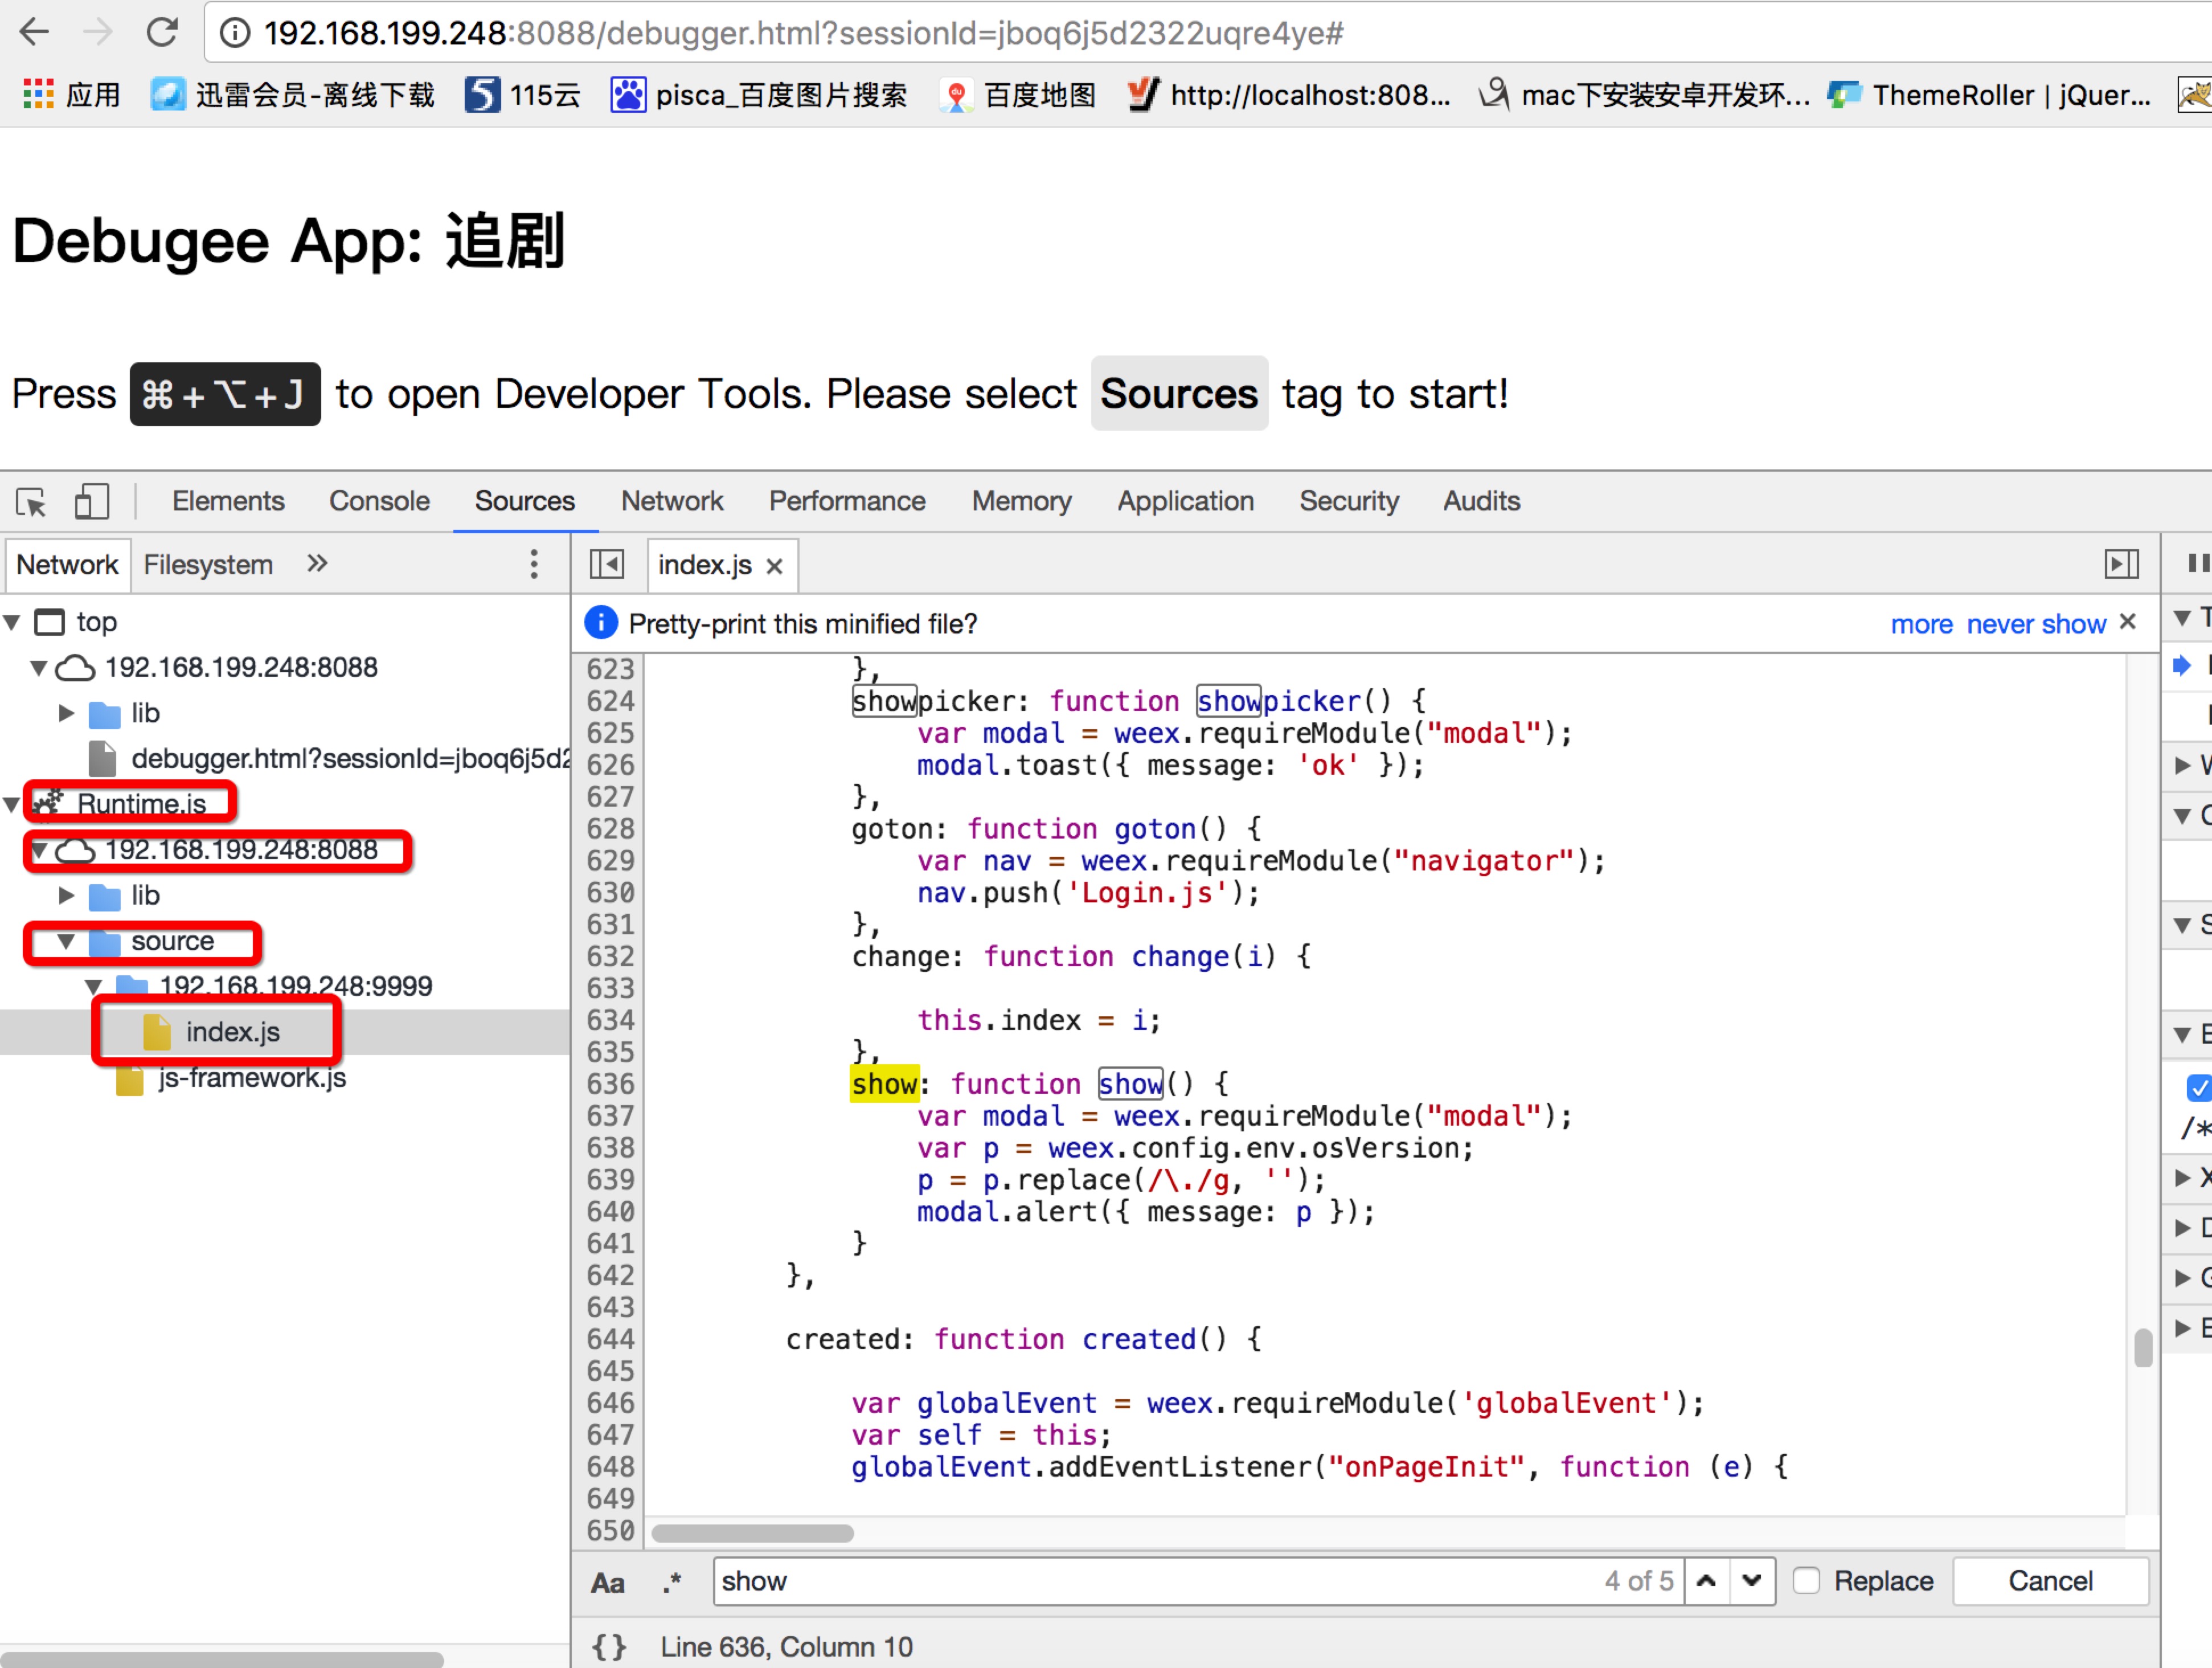 192.168.199.248:8088/debugger.html?sessionId=jboq6j5d2322uqre4ye#
应用 迅雷会员-离线下载 115云 pisca_百度图片搜索 百度地图 http://localhost:808... mac下安装安卓开发环... ThemeRoller | jQuer...
Debugee App: 追剧
Press ⌘+⌥+J to open Developer Tools. Please select Sources tag to start!
Elements Console Sources Network Performance Memory Application Security Audits
Network Filesystem »
index.js ×
top
192.168.199.248:8088
lib
debugger.html?sessionId=jboq6j5d2
Runtime.js
192.168.199.248:8088
lib
source
192.168.199.248:9999
index.js
js-framework.js
Pretty-print this minified file? more never show ×
623 },
624 showpicker: function showpicker() {
625 var modal = weex.requireModule("modal");
626 modal.toast({ message: 'ok' });
627 },
628 goton: function goton() {
629 var nav = weex.requireModule("navigator");
630 nav.push('Login.js');
631 },
632 change: function change(i) {
633
634 this.index = i;
635 },
636 show: function show() {
637 var modal = weex.requireModule("modal");
638 var p = weex.config.env.osVersion;
639 p = p.replace(/\./g, '');
640 modal.alert({ message: p });
641 }
642 },
643
644 created: function created() {
645
646 var globalEvent = weex.requireModule('globalEvent');
647 var self = this;
648 globalEvent.addEventListener("onPageInit", function (e) {
649
650
Aa .* show 4 of 5 Replace Cancel
{} Line 636, Column 10
/*